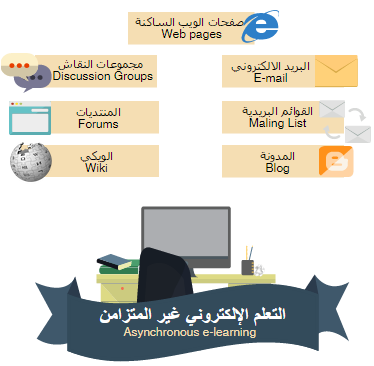 صفحات الويب الساكنة
Web pages
البريد الالكتروني
E-mail
مجموعات النقاش
Discussion Groups
القوائم البريدية
Maling List
المنتديات
Forums
المدونة
Blog
الويكي
Wiki
التعلم الإلكتروني غير المتزامن
Asynchronous e-learning